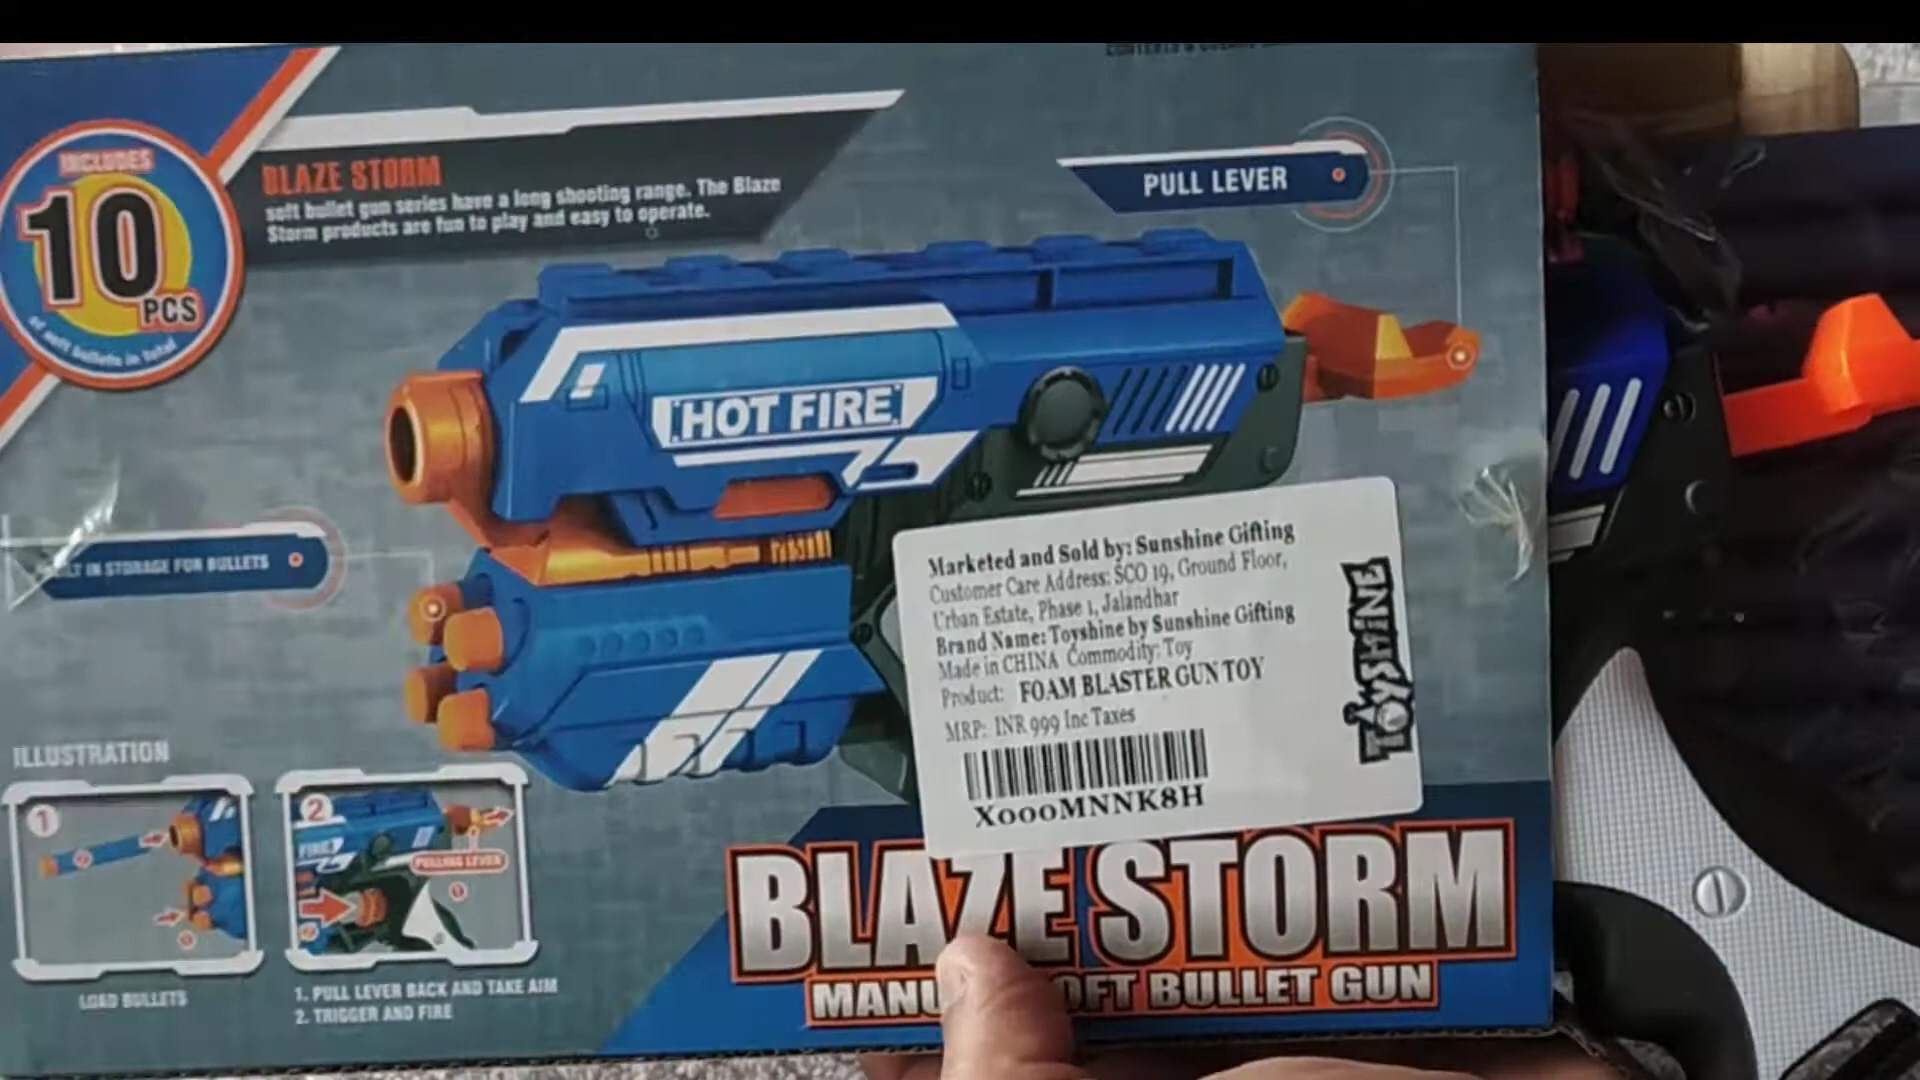 INCLUDES
10
PCS
of soft bullets in total
BLAZE STORM
soft bullet gun series have a long shooting range. The Blaze
Storm products are fun to play and easy to operate.
PULL LEVER
HOT FIRE
IN STORAGE FOR BULLETS
Marketed and Sold by: Sunshine Gifting
Customer Care Address: SCO 19, Ground Floor,
Urban Estate, Phase 1, Jalandhar
Brand Name: Toyshine by Sunshine Gifting
Made in CHINA Commodity: Toy
Product: FOAM BLASTER GUN TOY
MRP: INR 999 Inc Taxes
X000MNNK8H
TOYSHINE
ILLUSTRATION
1
2
FIRE
PULLING LEVER
1
2
LOAD BULLETS
1. PULL LEVER BACK AND TAKE AIM
2. TRIGGER AND FIRE
BLAZE STORM
SOFT BULLET GUN